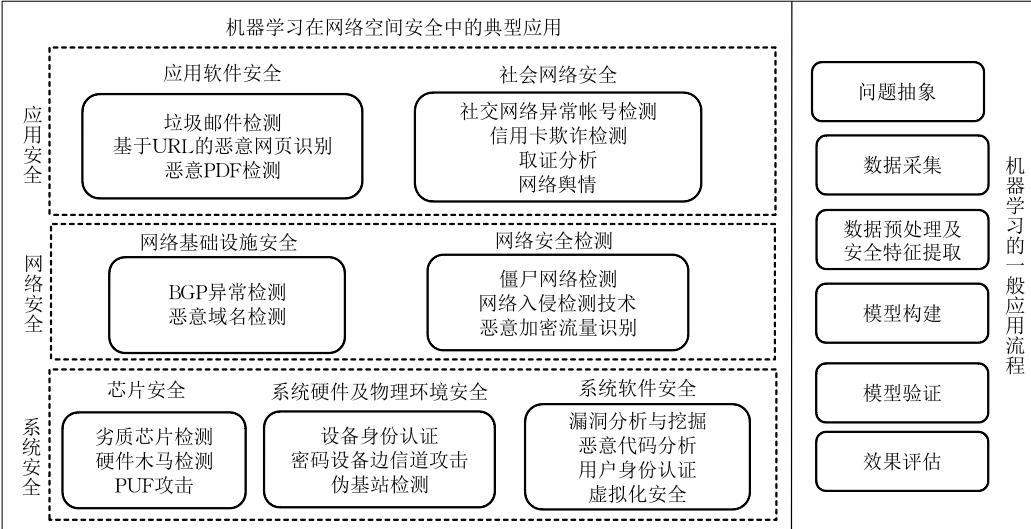 机器学习在网络空间安全中的典型应用
应用安全
应用软件安全
垃圾邮件检测
基于URL的恶意网页识别
恶意PDF检测
社会网络安全
社交网络异常帐号检测
信用卡欺诈检测
取证分析
网络舆情
网络安全
网络基础设施安全
BGP异常检测
恶意域名检测
网络安全检测
僵尸网络检测
网络入侵检测技术
恶意加密流量识别
系统安全
芯片安全
劣质芯片检测
硬件木马检测
PUF攻击
系统硬件及物理环境安全
设备身份认证
密码设备边信道攻击
伪基站检测
系统软件安全
漏洞分析与挖掘
恶意代码分析
用户身份认证
虚拟化安全
问题抽象
数据采集
数据预处理及
安全特征提取
模型构建
模型验证
效果评估
机器学习的一般应用流程